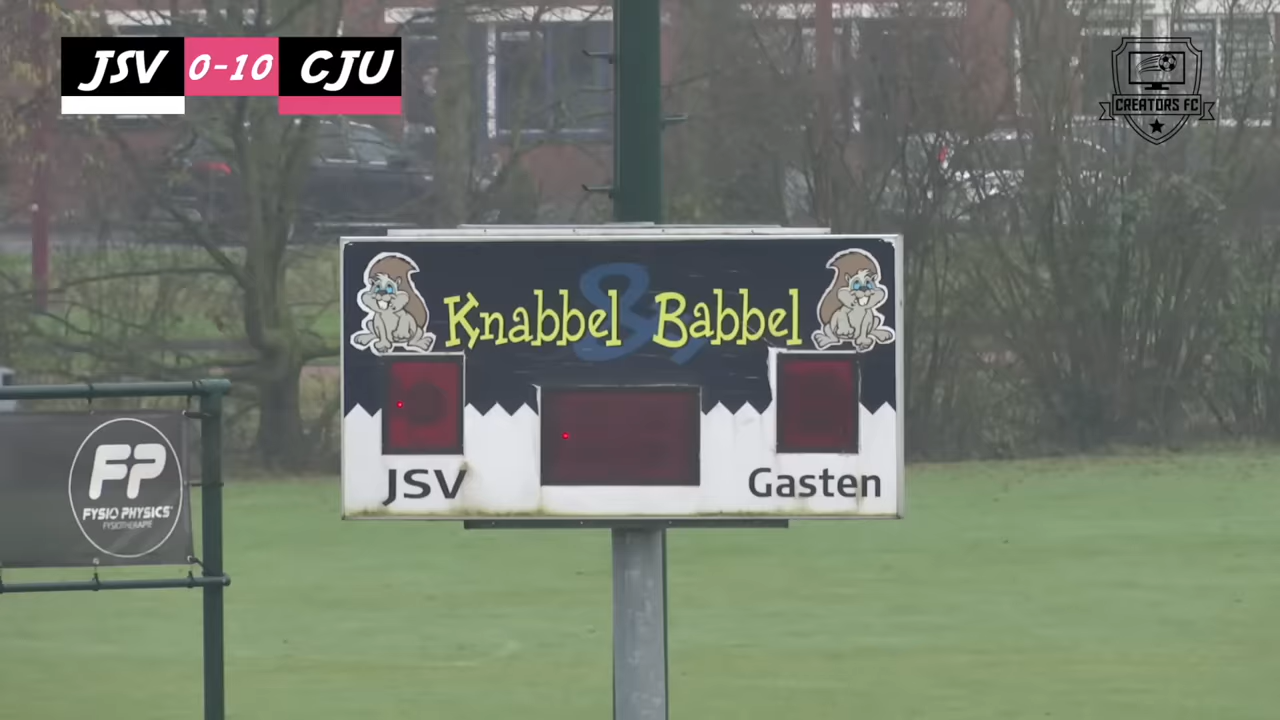 JSV 0-10 CJU
CREATORS FC
Knabbel & Babbel
JSV
Gasten
FP
FYSIO PHYSICS
FYSIOTHERAPIE